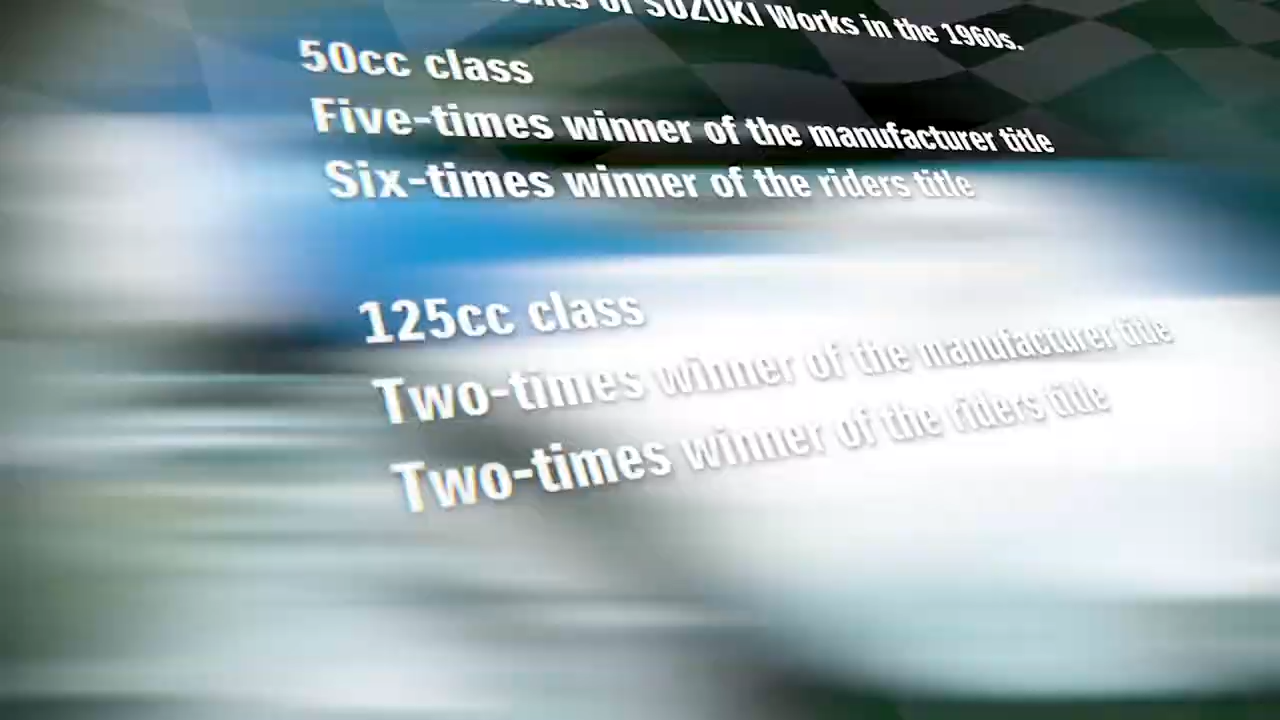 of SUZUKI Works in the 1960s.
50cc class
Five-times winner of the manufacturer title
Six-times winner of the riders title
125cc class
Two-times winner of the manufacturer title
Two-times winner of the riders title